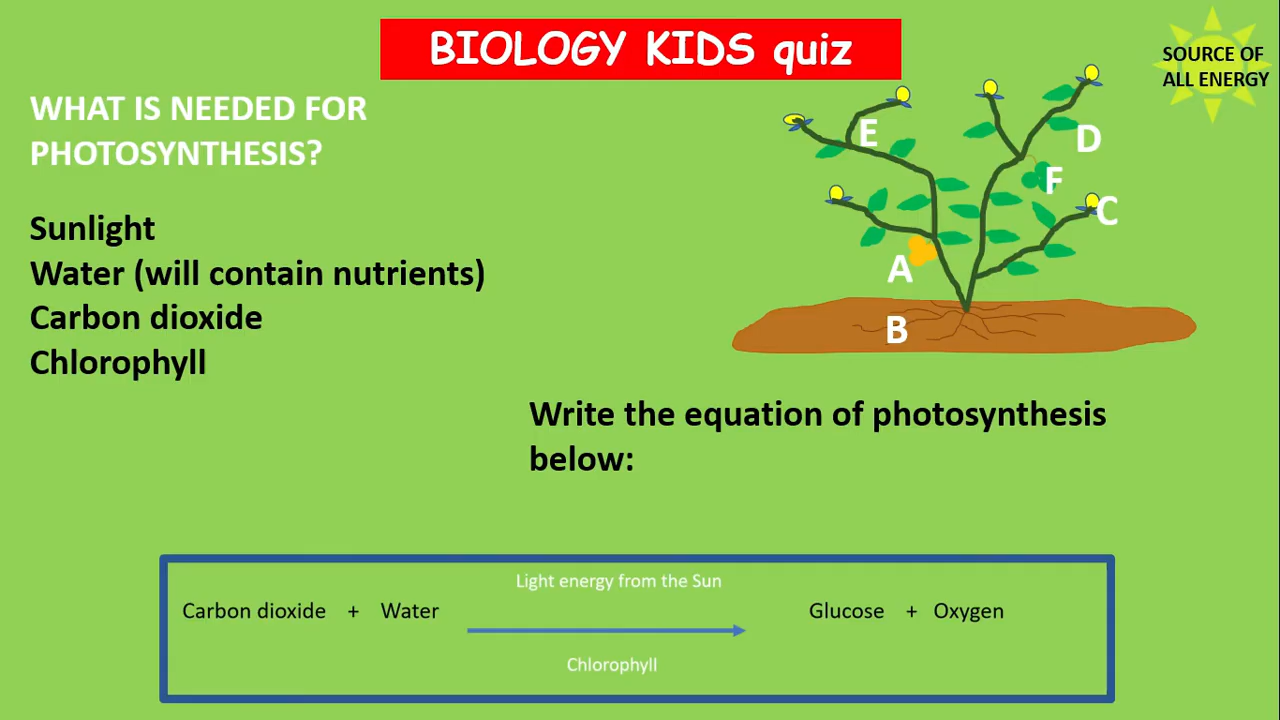 BIOLOGY KIDS quiz
SOURCE OF
ALL ENERGY
WHAT IS NEEDED FOR
PHOTOSYNTHESIS?
Sunlight
Water (will contain nutrients)
Carbon dioxide
Chlorophyll
E
D
F
C
A
B
Write the equation of photosynthesis
below:
Light energy from the Sun
Carbon dioxide + Water
Glucose + Oxygen
Chlorophyll